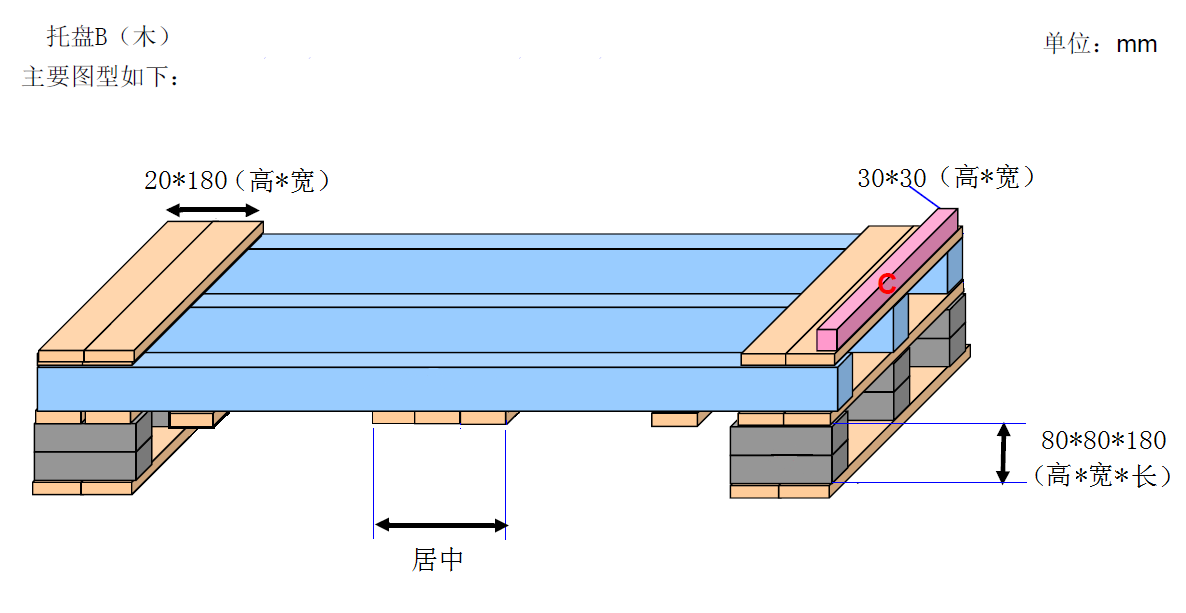 托盘B（木）
单位：mm
主要图型如下：
20*180（高*宽）
30*30（高*宽）
C
80*80*180
（高*宽*长）
居中